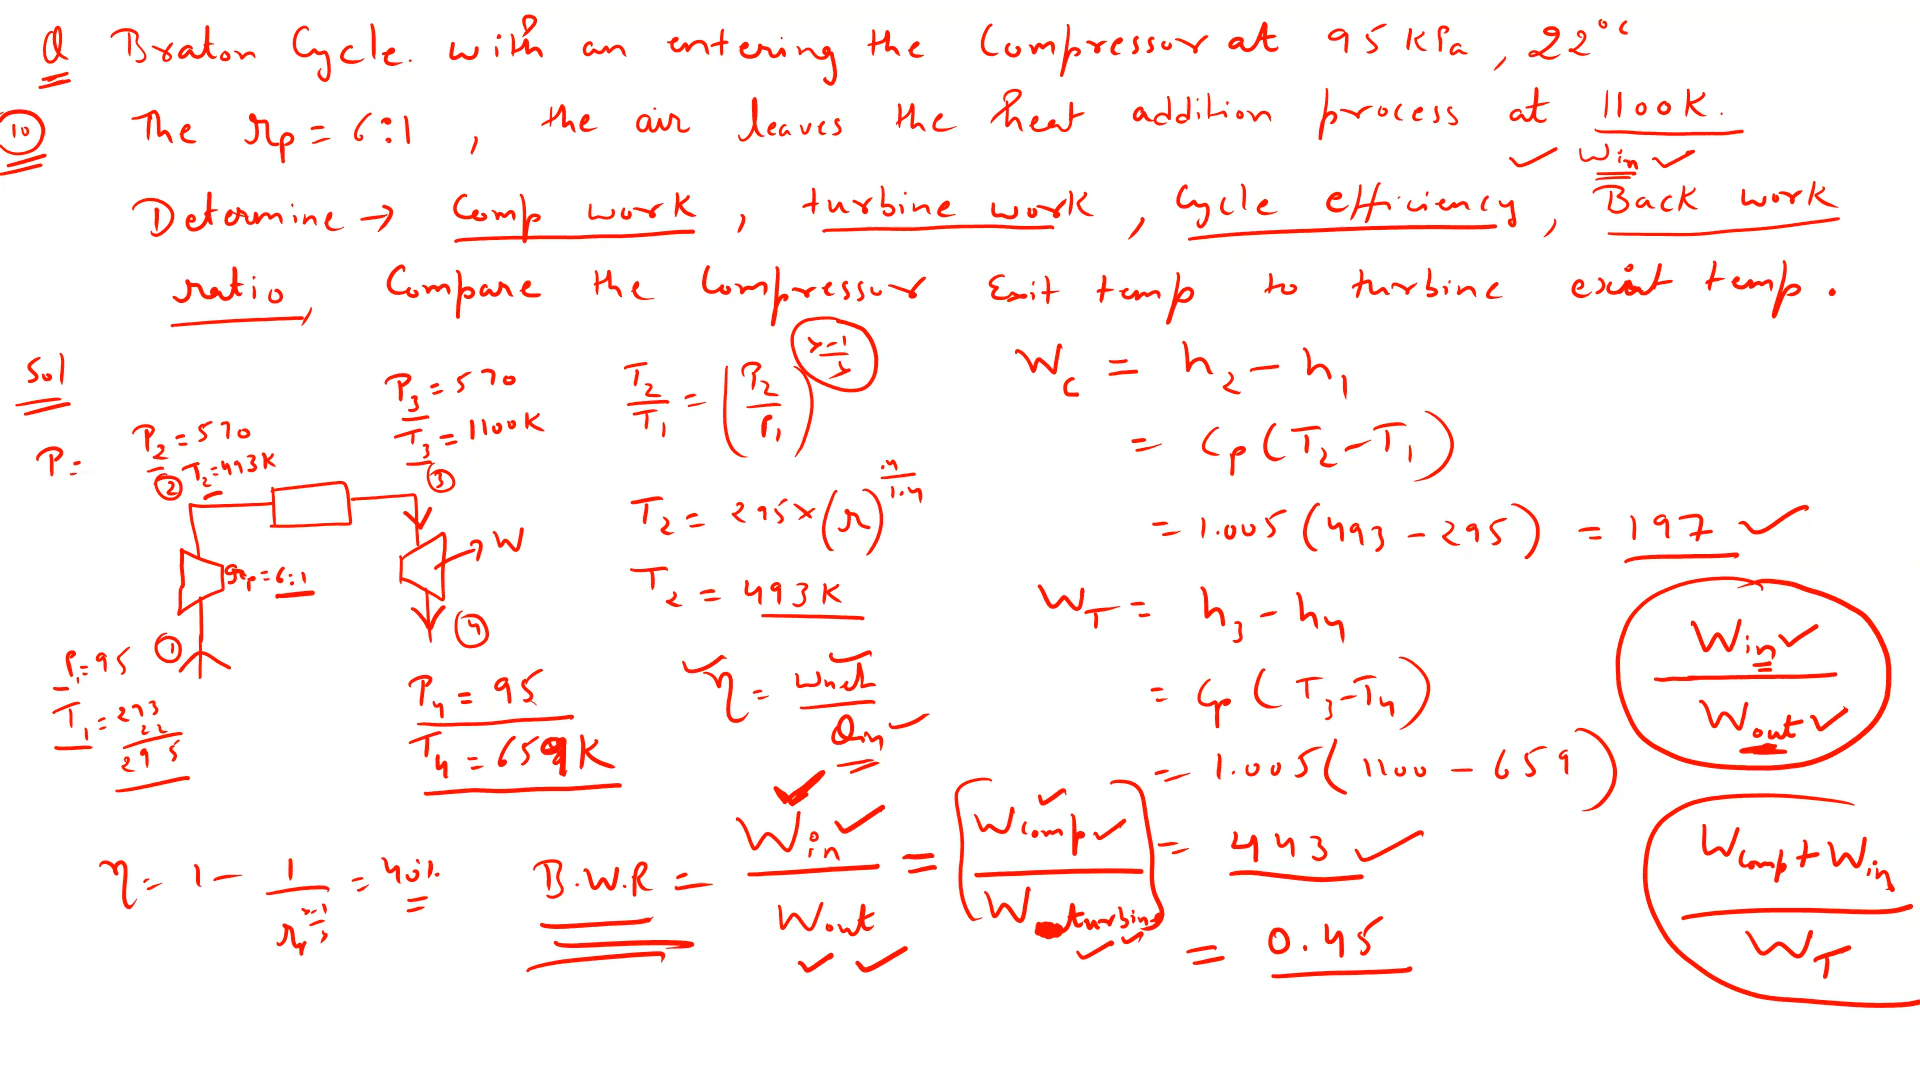 Q Braton Cycle. with an entering the Compressor at 95 KPa, 22°C
10 The rp = 6:1, the air leaves the heat addition process at 1100K.
Win
Determine → Comp work, turbine work, Cycle efficiency, Back work
ratio, Compare the Compressor Exit temp to turbine exit temp.
Sol
P=
P2 = 570
T2 = 493K
2
P3 = 570
T3 = 1100K
3
rp = 6:1
W
1
4
P1 = 95
T1 = 273
22
295
P4 = 95
T4 = 659K
T2/T1 = (P2/P1)^(γ-1/γ)
T2 = 295 × (r)^(.4/1.4)
T2 = 493K
η = Wnet/Qin
η = 1 - 1/rp^(γ-1/γ) = 40%
B.W.R = Win/Wout = [Wcomp/Wturbine]
= 0.45
Wc = h2 - h1
= Cp(T2 - T1)
= 1.005 (493 - 295) = 197
WT = h3 - h4
= Cp(T3 - T4)
= 1.005(1100 - 659)
= 443
Win/Wout
Wcomp + Win/WT